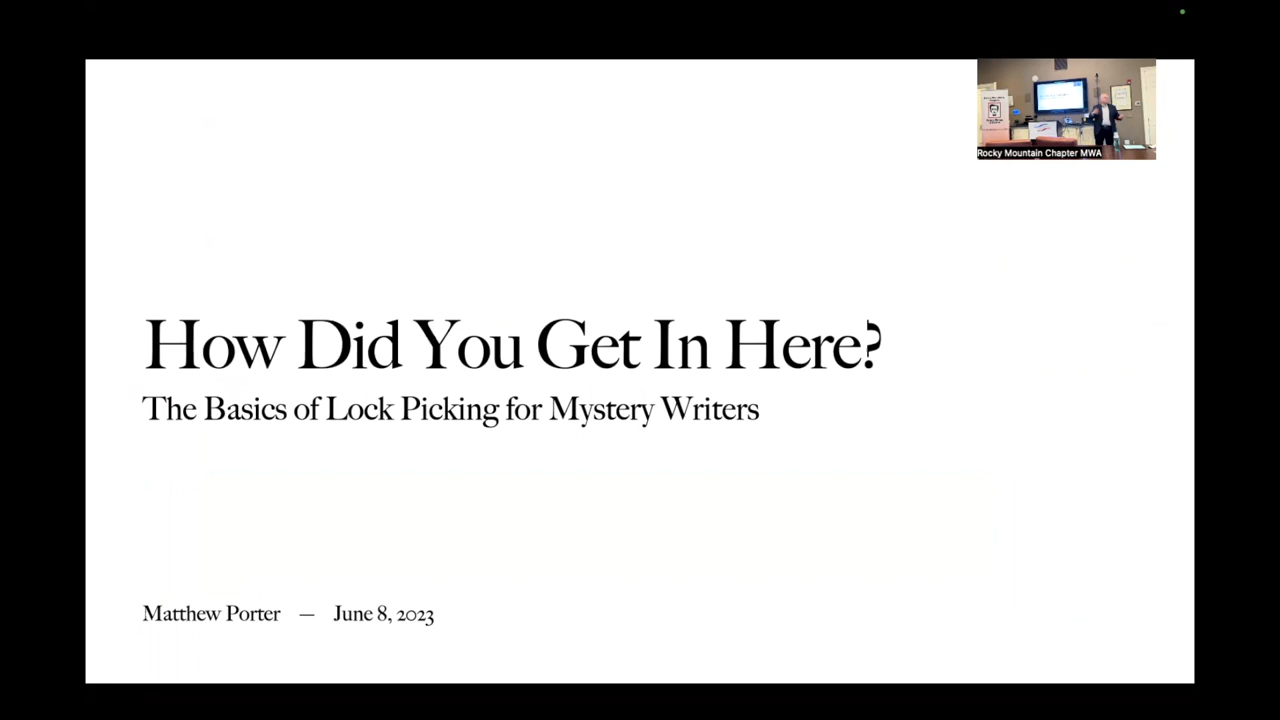 Rocky Mountain Chapter MWA
How Did You Get In Here?
The Basics of Lock Picking for Mystery Writers
Matthew Porter — June 8, 2023